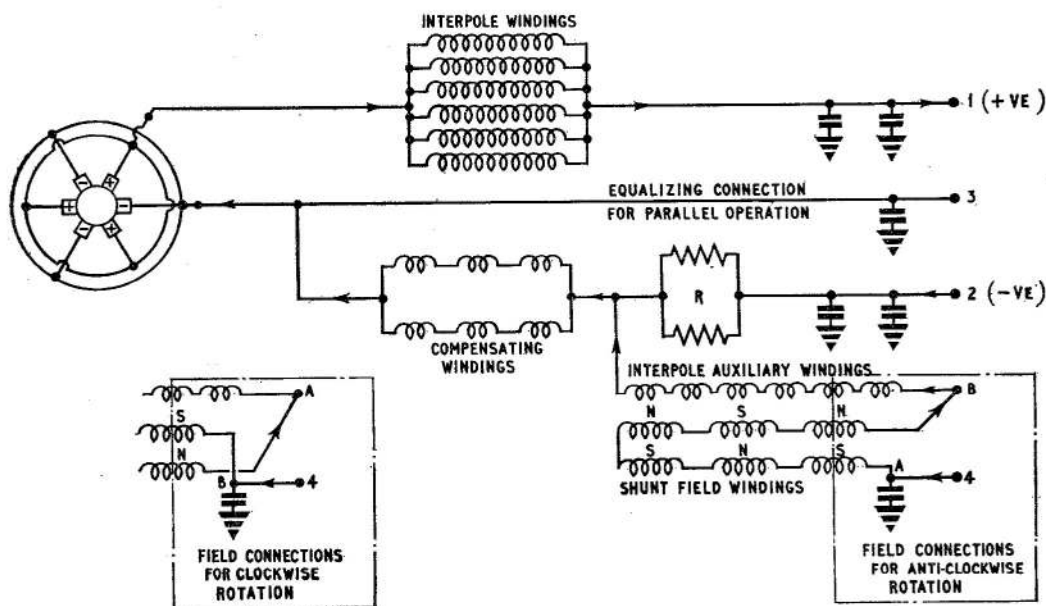 INTERPOLE WINDINGS
1 (+VE)
EQUALIZING CONNECTION
FOR PARALLEL OPERATION
3
R
2 (-VE)
COMPENSATING
WINDINGS
INTERPOLE AUXILIARY WINDINGS
B
N S N
S N S
A
4
SHUNT FIELD WINDINGS
FIELD CONNECTIONS
FOR ANTI-CLOCKWISE
ROTATION
A
S
N
B
4
FIELD CONNECTIONS
FOR CLOCKWISE
ROTATION
- +
+ -
- +